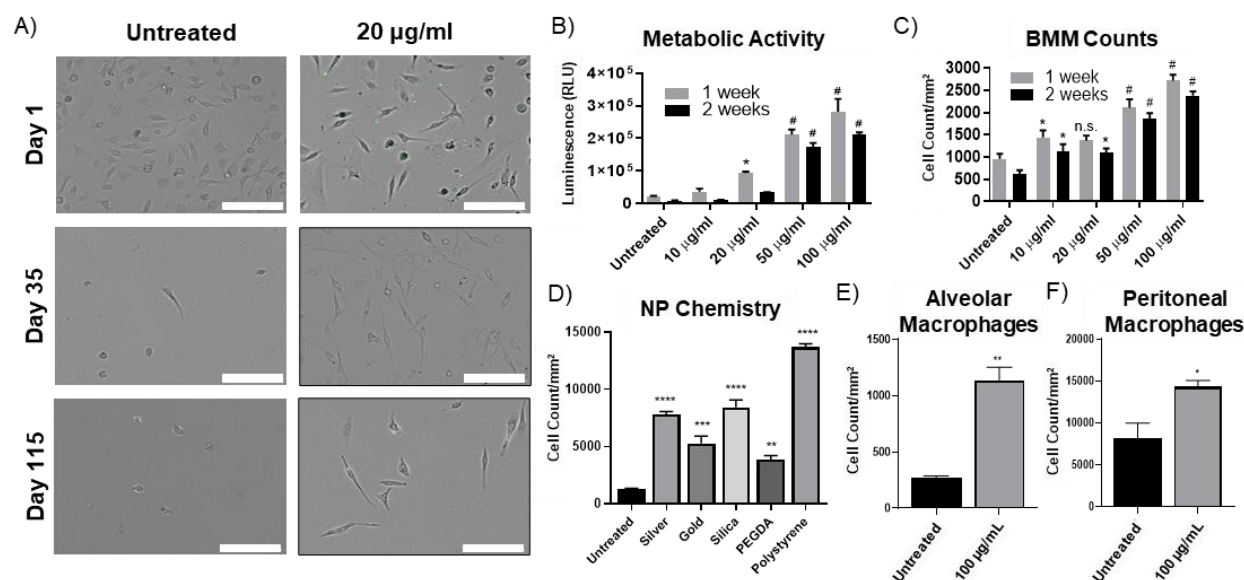 A)
Untreated
20 µg/ml
Day 1
Day 35
Day 115
B)
Metabolic Activity
Luminescence (RLU)
4×10⁵
3×10⁵
2×10⁵
1×10⁵
0
1 week
2 weeks
*
#
#
#
#
Untreated
10 µg/ml
20 µg/ml
50 µg/ml
100 µg/ml
C)
BMM Counts
Cell Count/mm²
3000
2500
2000
1500
1000
500
0
1 week
2 weeks
*
*
n.s.
*
#
#
#
#
Untreated
10 µg/ml
20 µg/ml
50 µg/ml
100 µg/ml
D)
NP Chemistry
Cell Count/mm²
15000
10000
5000
0
****
***
****
**
****
Untreated
Silver
Gold
Silica
PEGDA
Polystyrene
E)
Alveolar
Macrophages
Cell Count/mm²
1500
1000
500
0
**
Untreated
100 µg/mL
F)
Peritoneal
Macrophages
Cell Count/mm²
20000
15000
10000
5000
0
*
Untreated
100 µg/mL